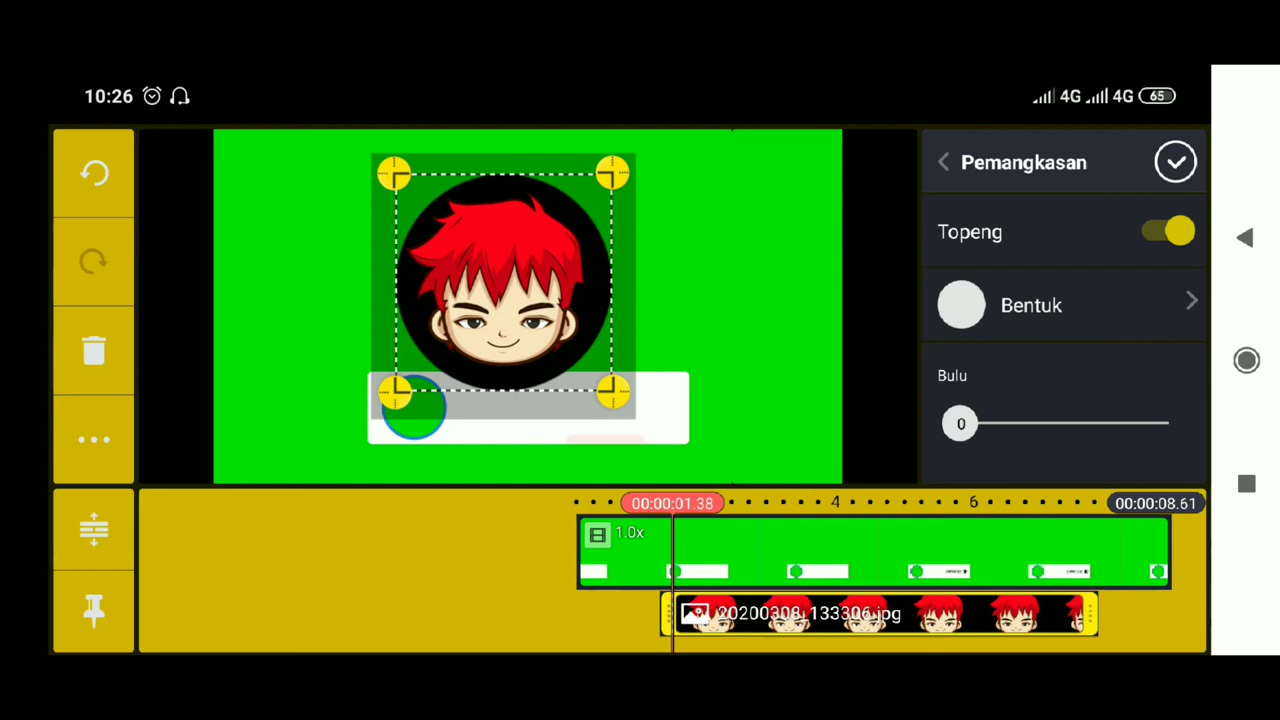 10:26
4G 4G 65
Pemangkasan
Topeng
Bentuk
Bulu
0
00:00:01.38 4 6 00:00:08.61
1.0x
20200308_133306.jpg